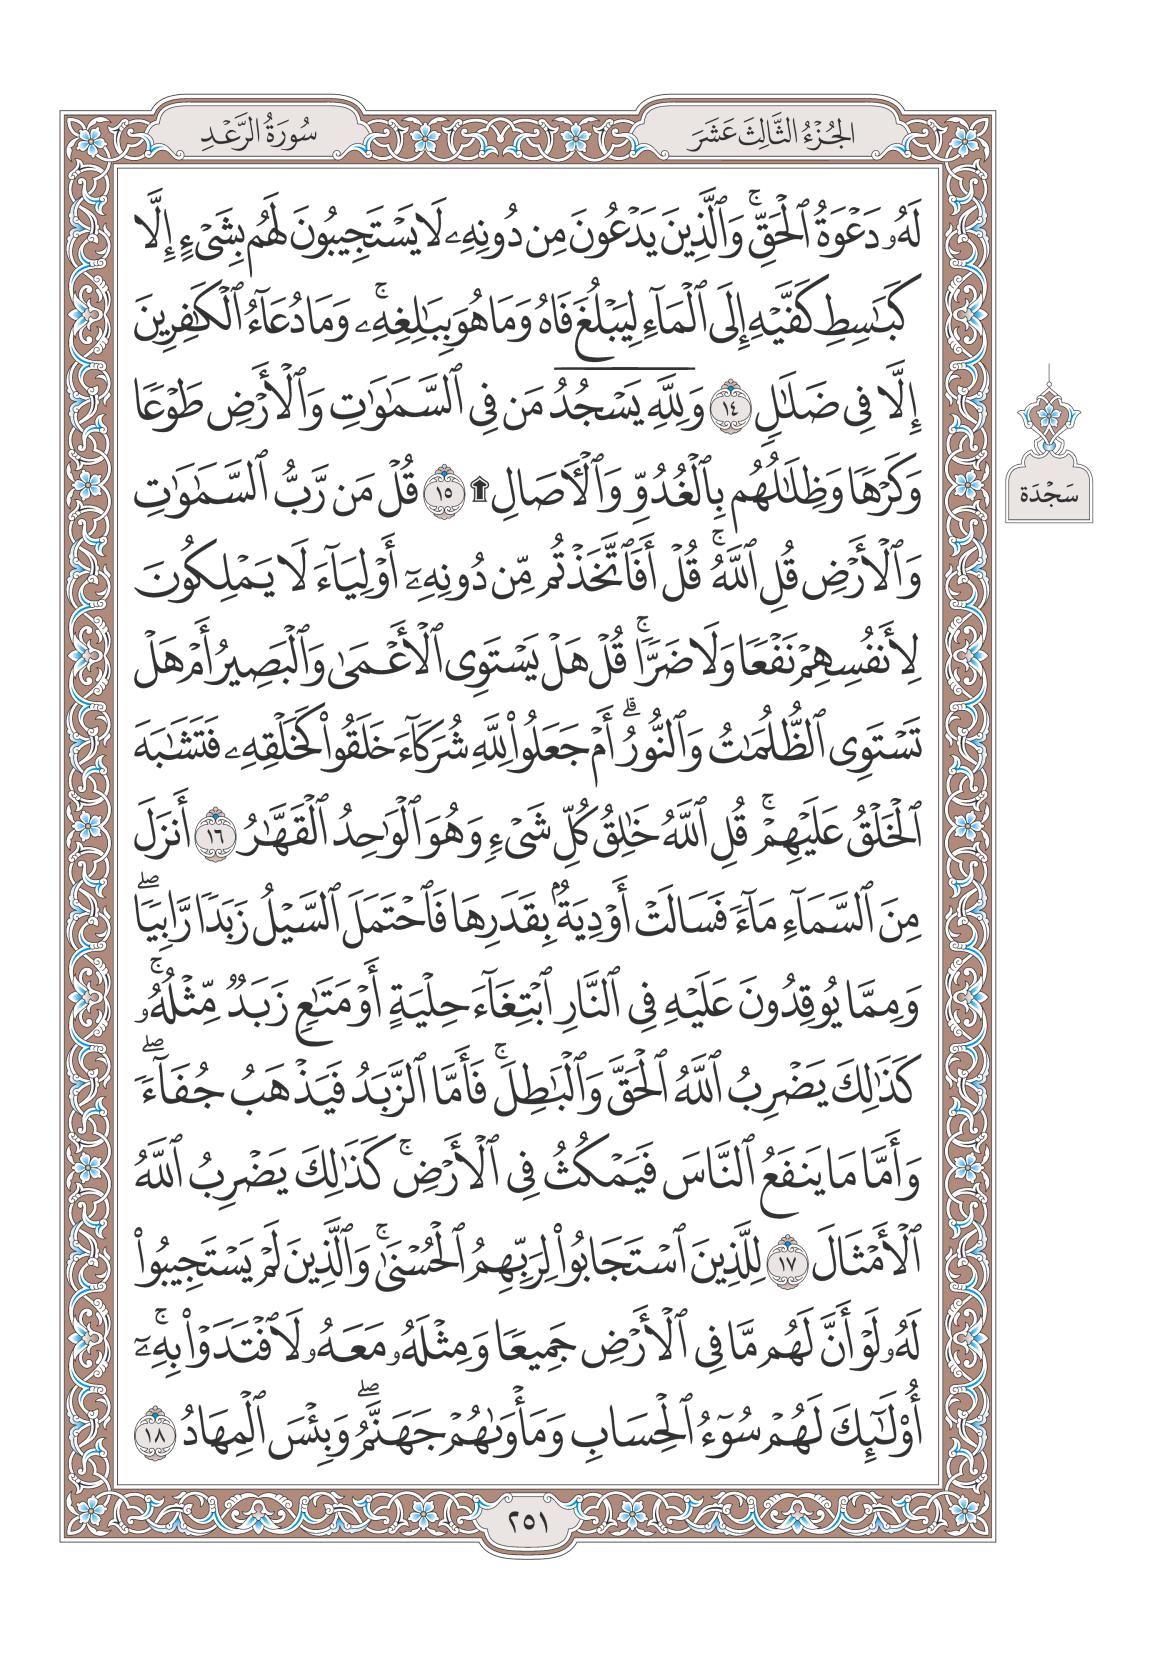 الجُزْءُ الثَّالِثَ عَشَرَ
سُورَةُ الرَّعْدِ
لَهُۥ دَعْوَةُ ٱلْحَقِّۚ وَٱلَّذِينَ يَدْعُونَ مِن دُونِهِۦ لَا يَسْتَجِيبُونَ لَهُم بِشَىْءٍ إِلَّا
كَبَٰسِطِ كَفَّيْهِ إِلَى ٱلْمَآءِ لِيَبْلُغَ فَاهُ وَمَا هُوَ بِبَٰلِغِهِۦۚ وَمَا دُعَآءُ ٱلْكَٰفِرِينَ
إِلَّا فِى ضَلَٰلٍ ١٤ وَلِلَّهِ يَسْجُدُ مَن فِى ٱلسَّمَٰوَٰتِ وَٱلْأَرْضِ طَوْعًا
وَكَرْهًا وَظِلَٰلُهُم بِٱلْغُدُوِّ وَٱلْءَاصَالِ ۩ ١٥ قُلْ مَن رَّبُّ ٱلسَّمَٰوَٰتِ
سَجْدَة
وَٱلْأَرْضِ قُلِ ٱللَّهُۚ قُلْ أَفَٱتَّخَذْتُم مِّن دُونِهِۦٓ أَوْلِيَآءَ لَا يَمْلِكُونَ
لِأَنفُسِهِمْ نَفْعًا وَلَا ضَرًّاۚ قُلْ هَلْ يَسْتَوِى ٱلْأَعْمَىٰ وَٱلْبَصِيرُ أَمْ هَلْ
تَسْتَوِى ٱلظُّلُمَٰتُ وَٱلنُّورُۗ أَمْ جَعَلُوا۟ لِلَّهِ شُرَكَآءَ خَلَقُوا۟ كَخَلْقِهِۦ فَتَشَٰبَهَ
ٱلْخَلْقُ عَلَيْهِمْۚ قُلِ ٱللَّهُ خَٰلِقُ كُلِّ شَىْءٍ وَهُوَ ٱلْوَٰحِدُ ٱلْقَهَّٰرُ ١٦ أَنزَلَ
مِنَ ٱلسَّمَآءِ مَآءً فَسَالَتْ أَوْدِيَةٌۢ بِقَدَرِهَا فَٱحْتَمَلَ ٱلسَّيْلُ زَبَدًا رَّابِيًاۖ
وَمِمَّا يُوقِدُونَ عَلَيْهِ فِى ٱلنَّارِ ٱبْتِغَآءَ حِلْيَةٍ أَوْ مَتَٰعٍ زَبَدٌ مِّثْلُهُۥۚ
كَذَٰلِكَ يَضْرِبُ ٱللَّهُ ٱلْحَقَّ وَٱلْبَٰطِلَۚ فَأَمَّا ٱلزَّبَدُ فَيَذْهَبُ جُفَآءًۖ
وَأَمَّا مَا يَنفَعُ ٱلنَّاسَ فَيَمْكُثُ فِى ٱلْأَرْضِۚ كَذَٰلِكَ يَضْرِبُ ٱللَّهُ
ٱلْأَمْثَالَ ١٧ لِلَّذِينَ ٱسْتَجَابُوا۟ لِرَبِّهِمُ ٱلْحُسْنَىٰۚ وَٱلَّذِينَ لَمْ يَسْتَجِيبُوا۟
لَهُۥ لَوْ أَنَّ لَهُم مَّا فِى ٱلْأَرْضِ جَمِيعًا وَمِثْلَهُۥ مَعَهُۥ لَٱفْتَدَوْا۟ بِهِۦٓۚ
أُو۟لَٰٓئِكَ لَهُمْ سُوٓءُ ٱلْحِسَابِ وَمَأْوَىٰهُمْ جَهَنَّمُۖ وَبِئْسَ ٱلْمِهَادُ ١٨
٢٥١